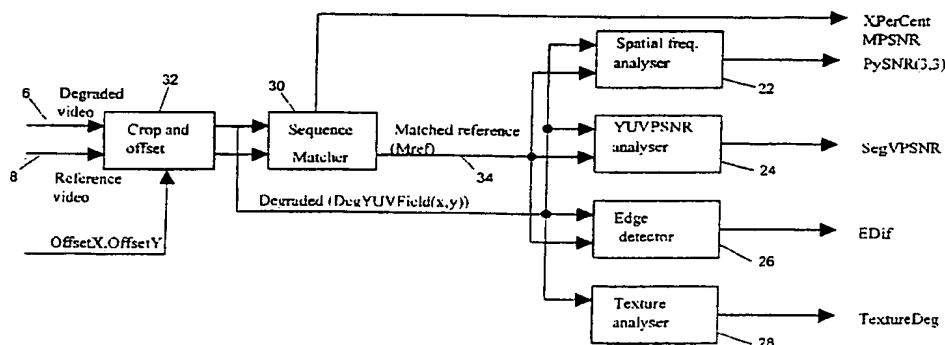 XPerCent
MPSNR
Spatial freq.
analyser
PySNR(3,3)
22
32
30
6
Degraded
video
Crop and
offset
Sequence
Matcher
Matched reference
(Mref)
34
YUVPSNR
analyser
SegVPSNR
24
8
Reference
video
Degraded (DegYUVField(x,y))
Edge
detector
EDif
26
OffsetX,OffsetY
Texture
analyser
TextureDeg
28